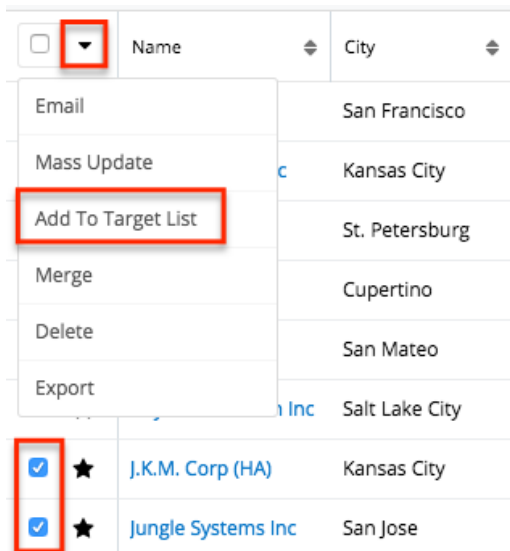 Name City
Email
San Francisco
Mass Update
c Kansas City
Add To Target List
St. Petersburg
Merge
Cupertino
Delete
San Mateo
Export
Inc Salt Lake City
J.K.M. Corp (HA) Kansas City
Jungle Systems Inc San Jose